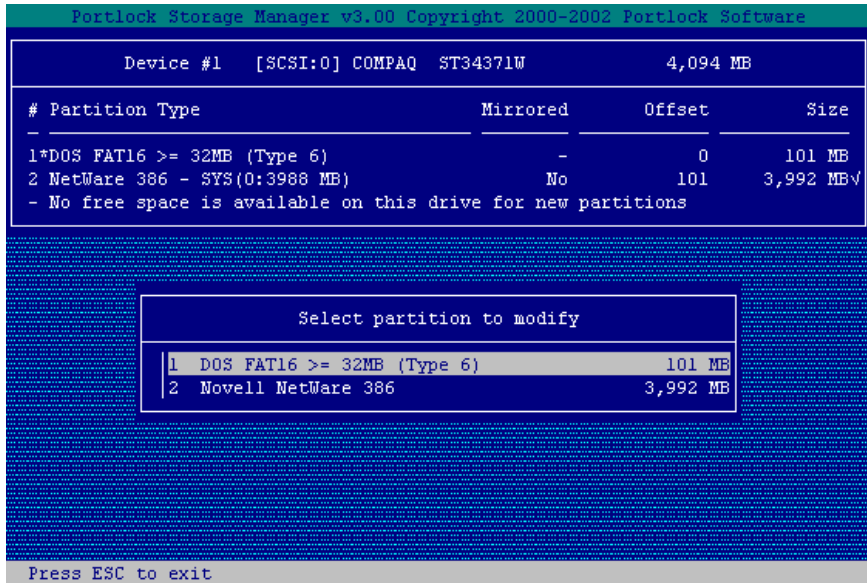 Portlock Storage Manager v3.00 Copyright 2000-2002 Portlock Software
Device #1 [SCSI:0] COMPAQ ST34371W 4,094 MB
# Partition Type Mirrored Offset Size
1*DOS FAT16 >= 32MB (Type 6) - 0 101 MB
2 NetWare 386 - SYS(0:3988 MB) No 101 3,992 MB√
- No free space is available on this drive for new partitions
Select partition to modify
1 DOS FAT16 >= 32MB (Type 6) 101 MB
2 Novell NetWare 386 3,992 MB
Press ESC to exit